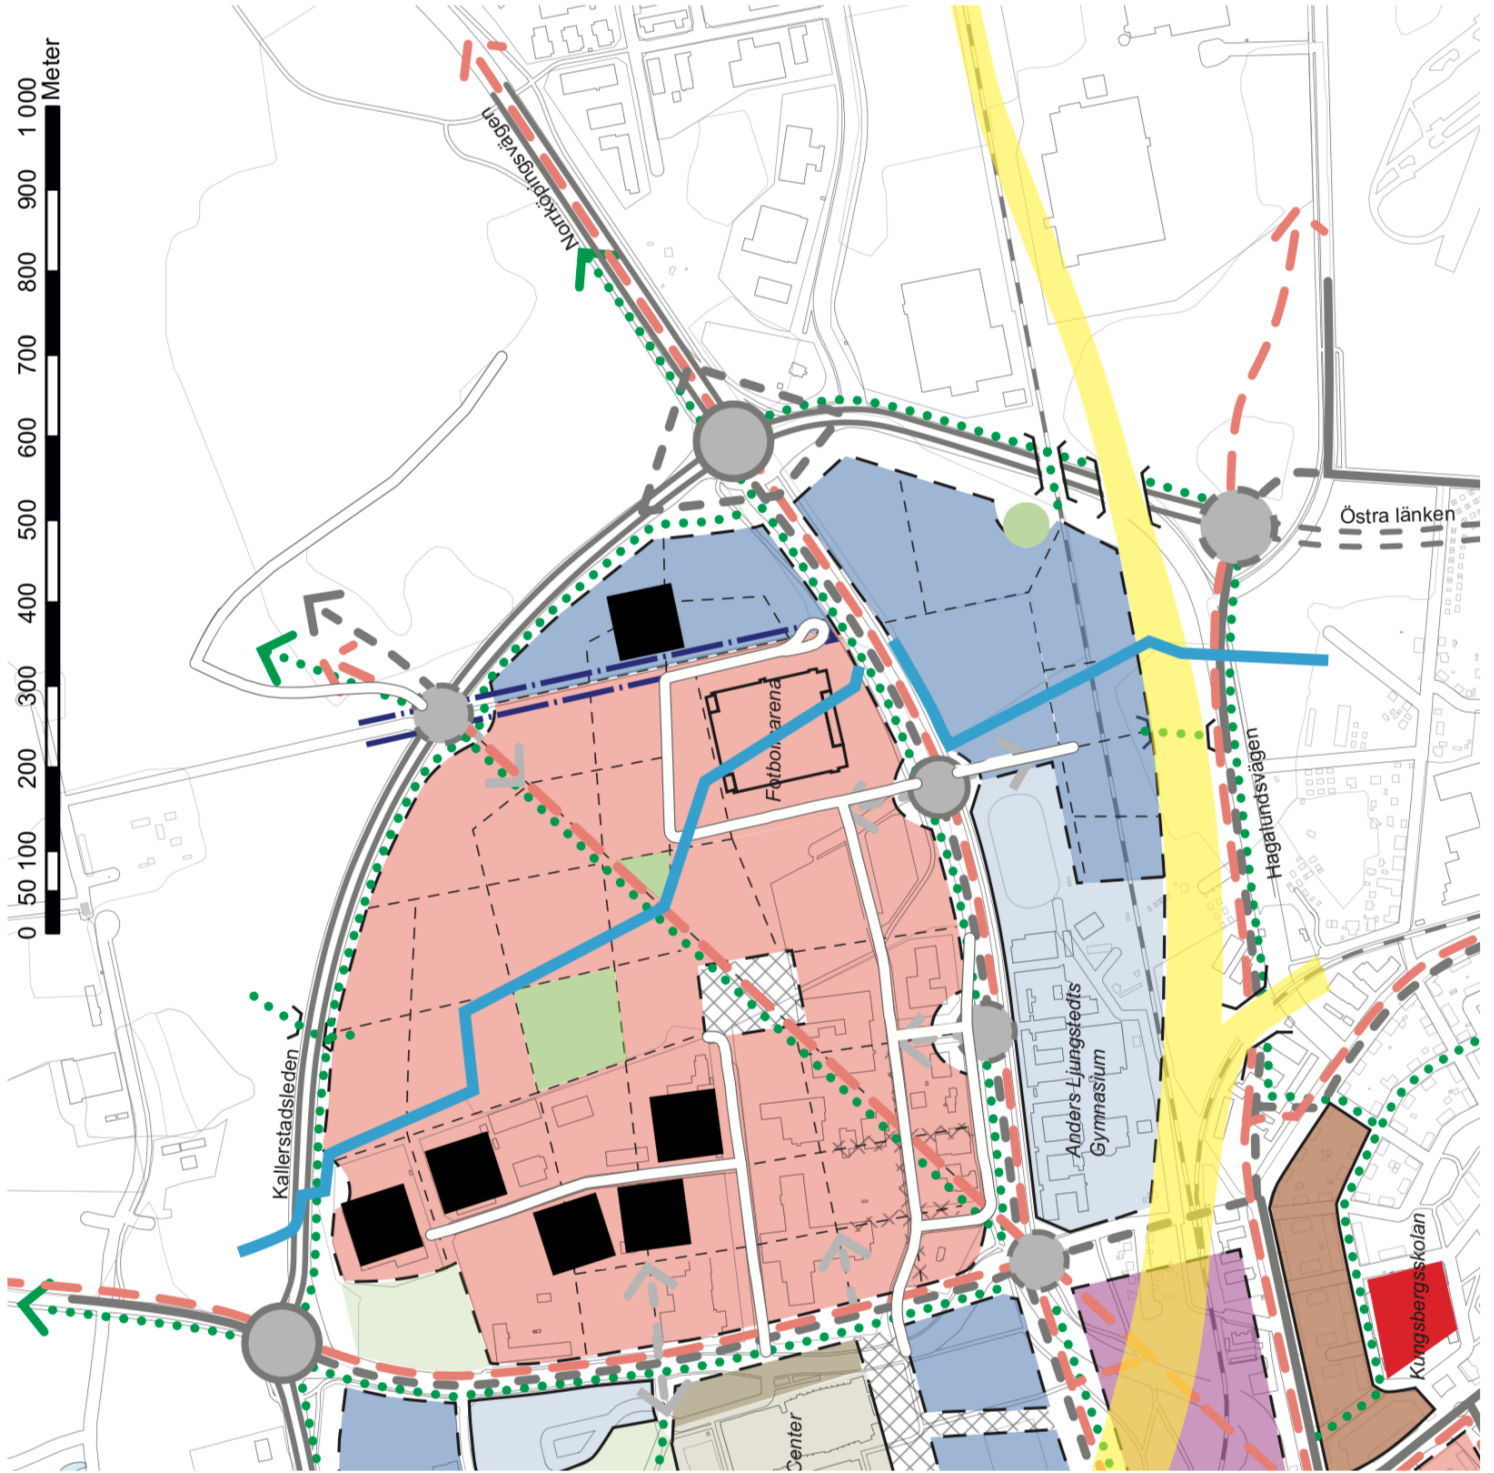 0 50 100 200 300 400 500 600 700 800 900 1 000
Meter
Norrköpingsvägen
Östra länken
Fotbollsarena
Hagalundsvägen
Kallerstadsleden
Anders Ljungstedts
Gymnasium
Kungsbergsskolan
Center